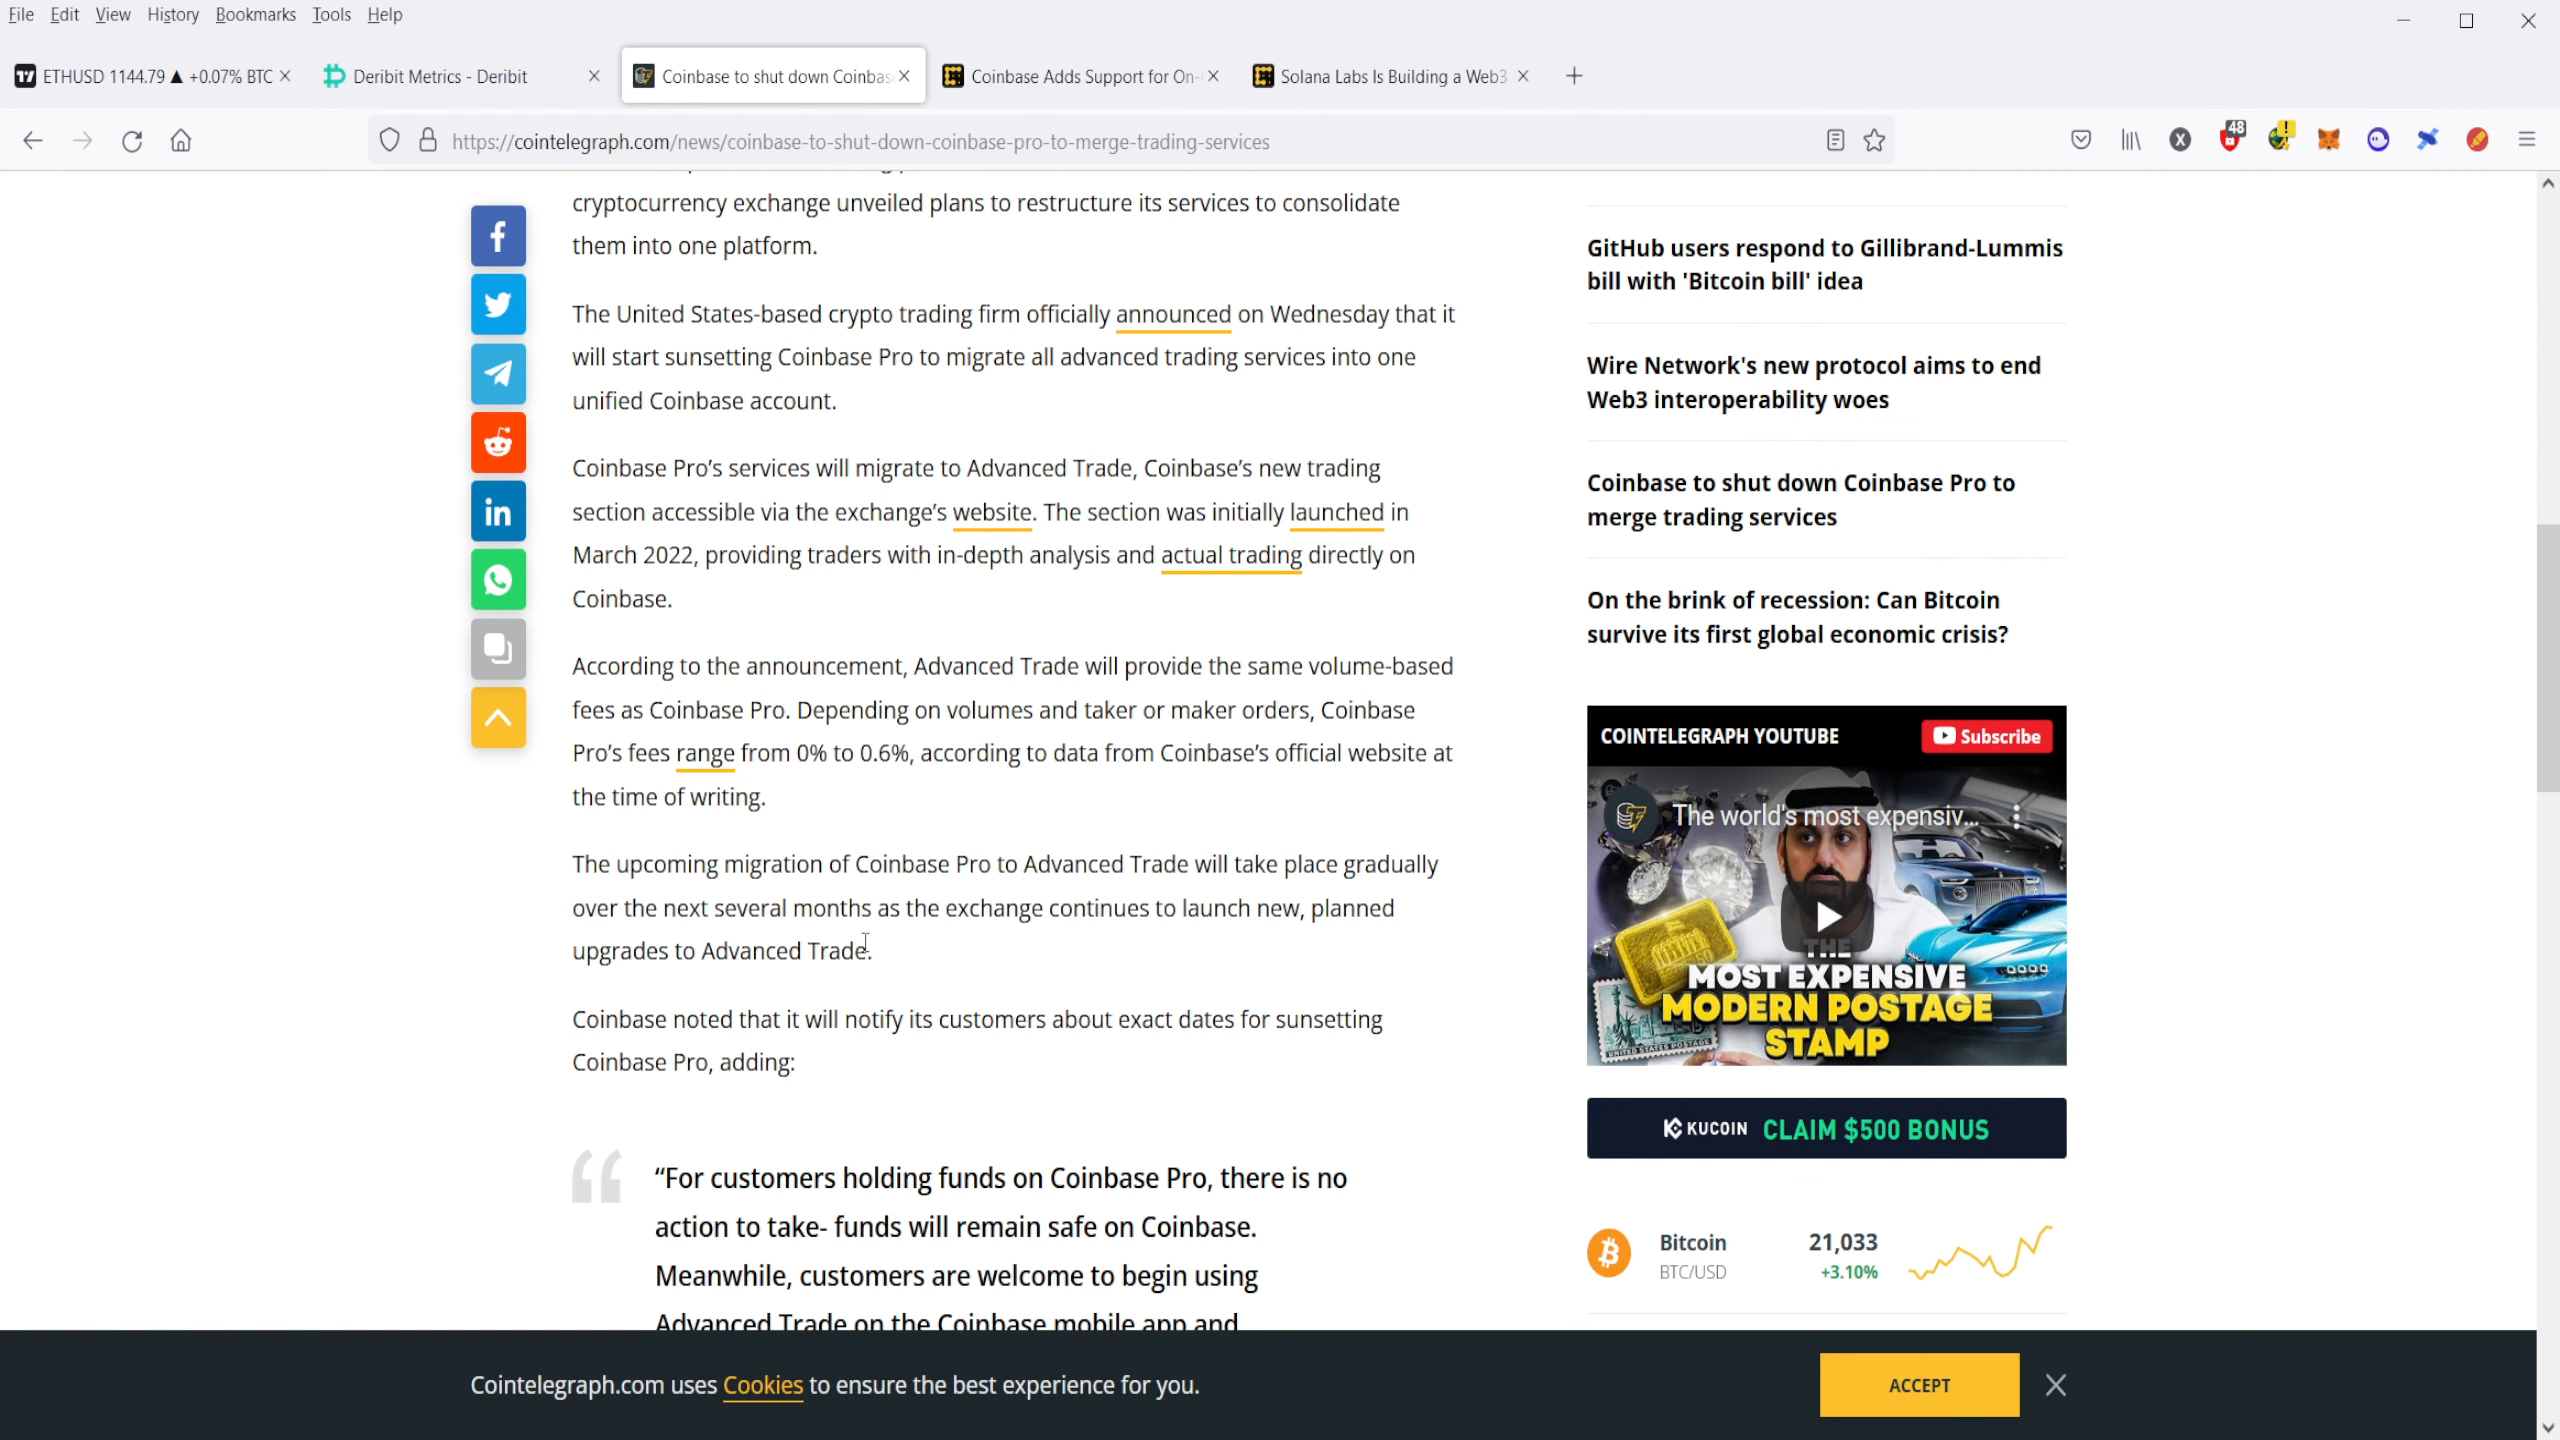 File Edit View History Bookmarks Tools Help
ETHUSD 1144.79 ▲ +0.07% BTC
Deribit Metrics - Deribit
Coinbase to shut down Coinbas
Coinbase Adds Support for On-
Solana Labs Is Building a Web3
https://cointelegraph.com/news/coinbase-to-shut-down-coinbase-pro-to-merge-trading-services
X
48
cryptocurrency exchange unveiled plans to restructure its services to consolidate
them into one platform.
The United States-based crypto trading firm officially announced on Wednesday that it
will start sunsetting Coinbase Pro to migrate all advanced trading services into one
unified Coinbase account.
Coinbase Pro’s services will migrate to Advanced Trade, Coinbase’s new trading
section accessible via the exchange’s website. The section was initially launched in
March 2022, providing traders with in-depth analysis and actual trading directly on
Coinbase.
According to the announcement, Advanced Trade will provide the same volume-based
fees as Coinbase Pro. Depending on volumes and taker or maker orders, Coinbase
Pro’s fees range from 0% to 0.6%, according to data from Coinbase’s official website at
the time of writing.
The upcoming migration of Coinbase Pro to Advanced Trade will take place gradually
over the next several months as the exchange continues to launch new, planned
upgrades to Advanced Trade.
Coinbase noted that it will notify its customers about exact dates for sunsetting
Coinbase Pro, adding:
“For customers holding funds on Coinbase Pro, there is no
action to take- funds will remain safe on Coinbase.
Meanwhile, customers are welcome to begin using
Advanced Trade on the Coinbase mobile app and
GitHub users respond to Gillibrand-Lummis
bill with 'Bitcoin bill' idea
Wire Network's new protocol aims to end
Web3 interoperability woes
Coinbase to shut down Coinbase Pro to
merge trading services
On the brink of recession: Can Bitcoin
survive its first global economic crisis?
COINTELEGRAPH YOUTUBE
Subscribe
The world's most expensiv...
THE
MOST EXPENSIVE
MODERN POSTAGE
STAMP
UNITED STATES POSTAGE
KUCOIN CLAIM $500 BONUS
Bitcoin 21,033
BTC/USD +3.10%
Cointelegraph.com uses Cookies to ensure the best experience for you.
ACCEPT